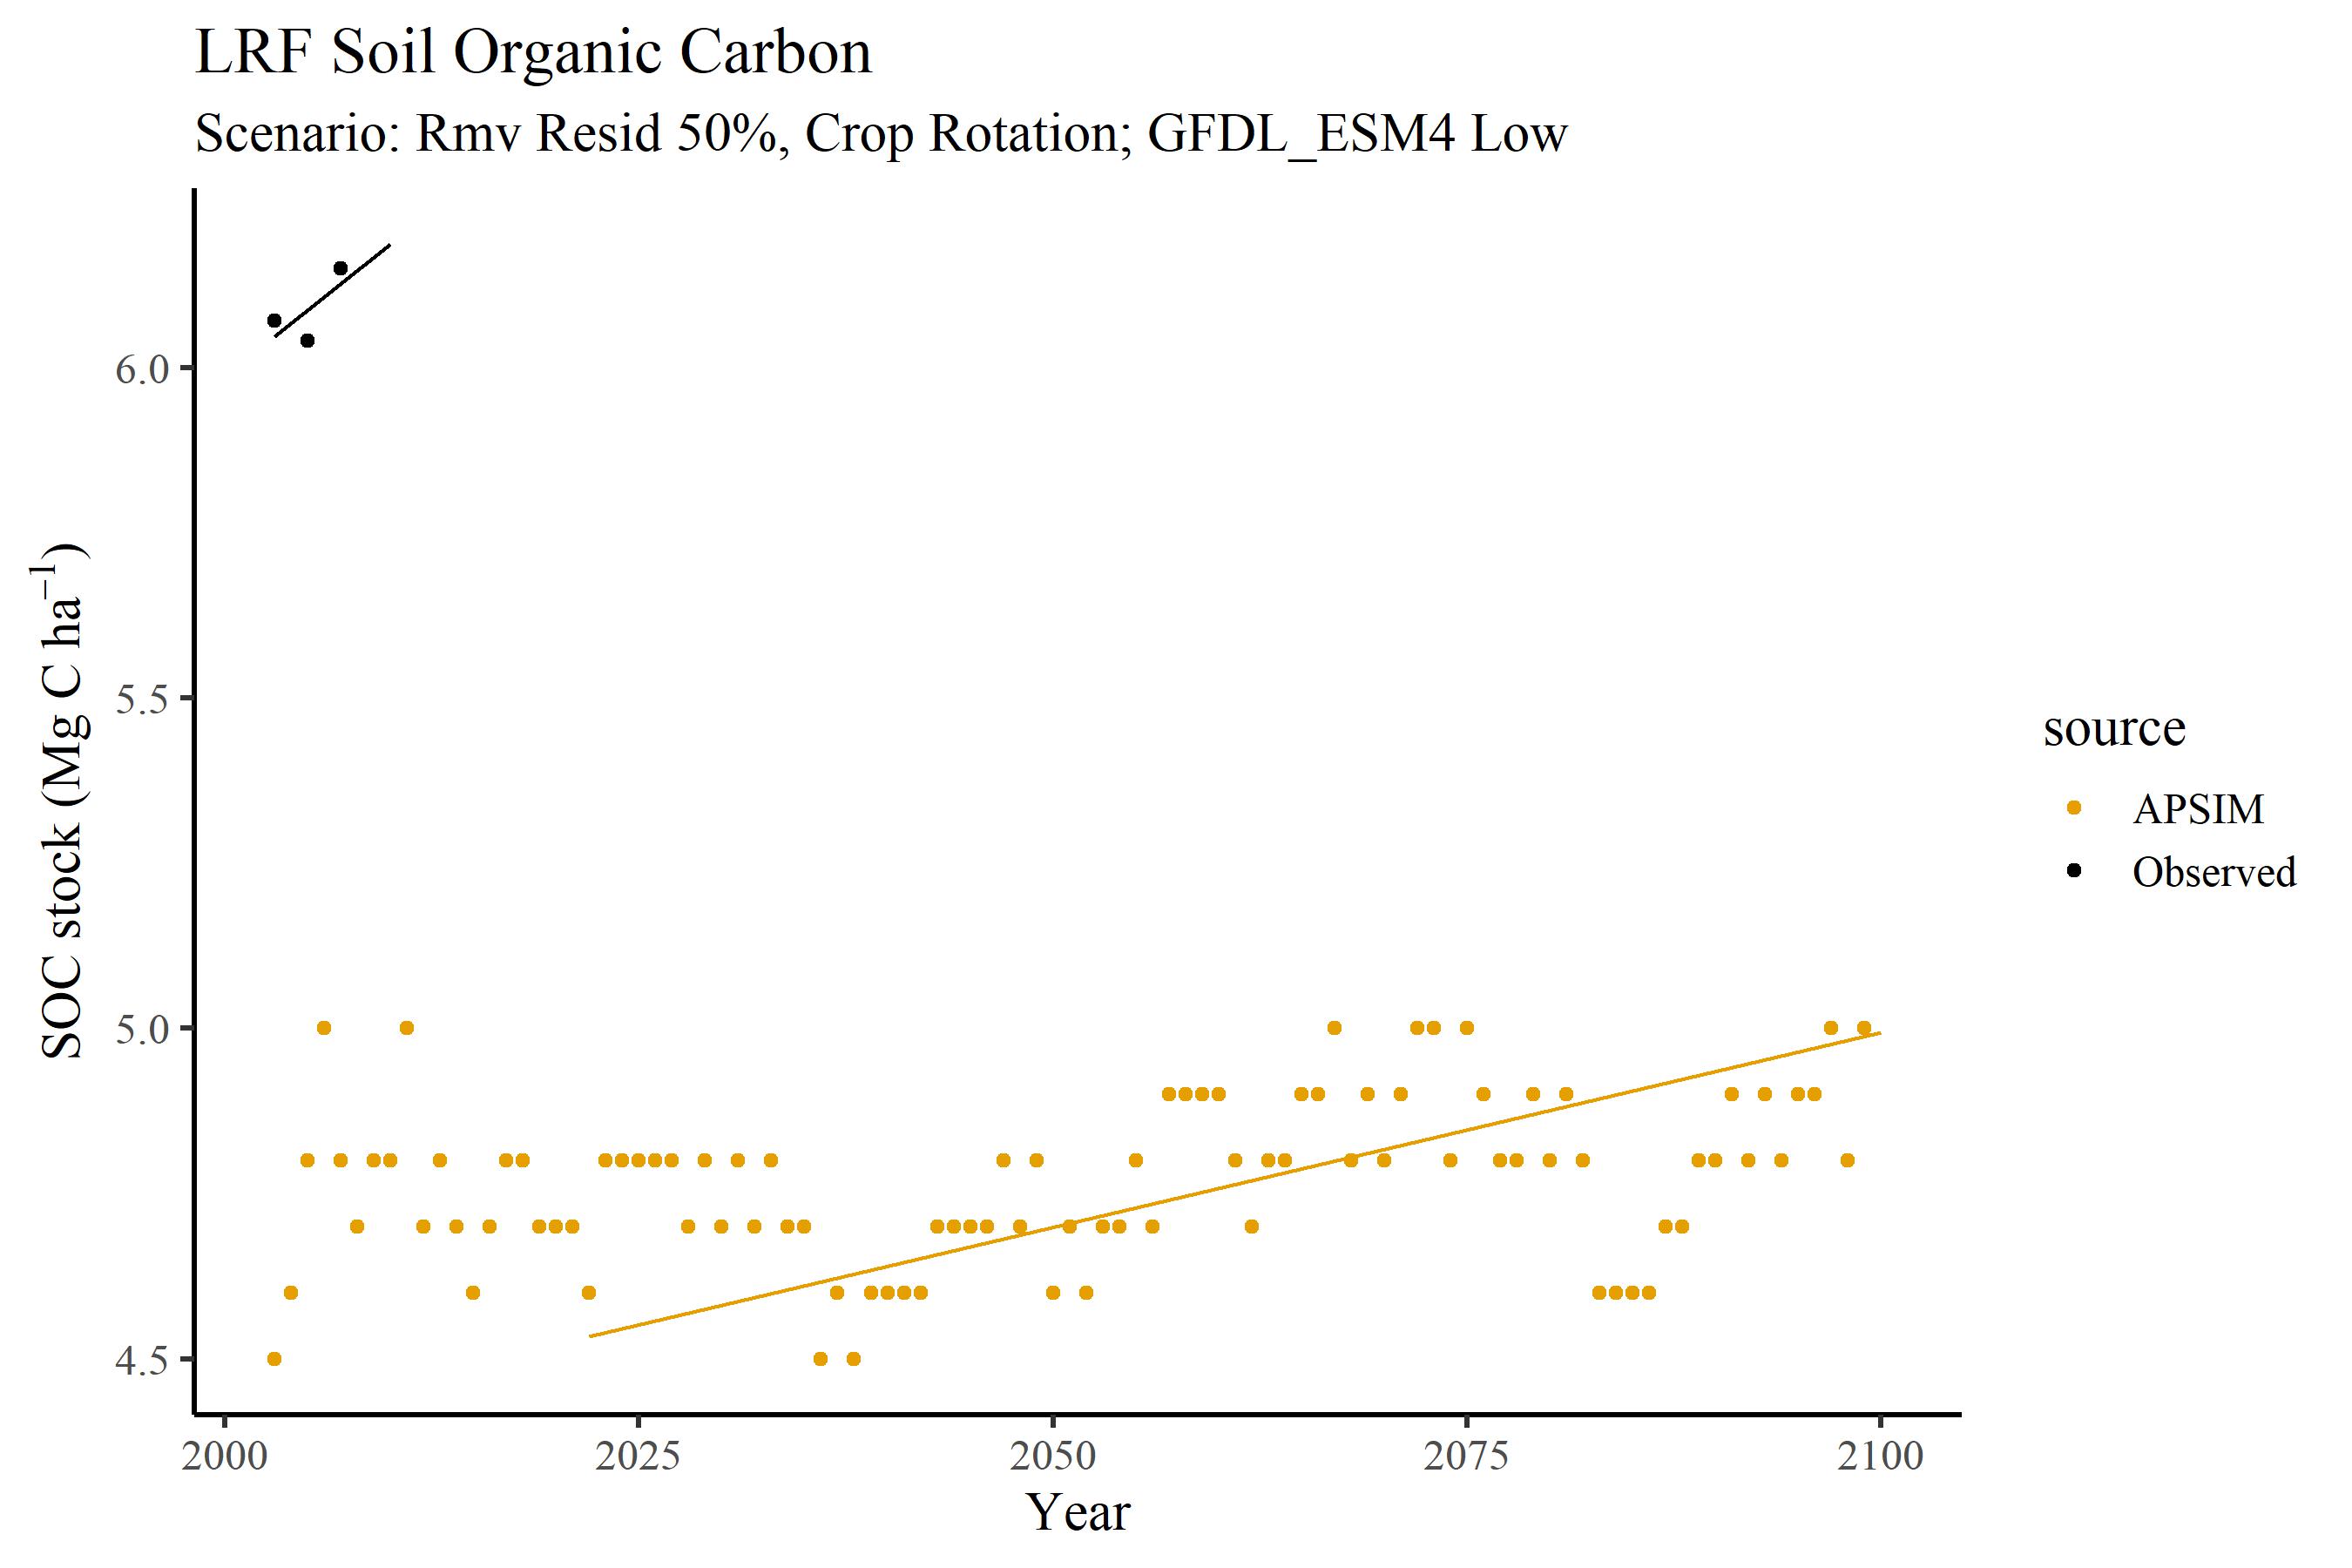 LRF Soil Organic Carbon
Scenario: Rmv Resid 50%, Crop Rotation; GFDL_ESM4 Low
SOC stock (Mg C ha⁻¹)
6.0
5.5
5.0
4.5
2000
2025
2050
2075
2100
Year
source
APSIM
Observed